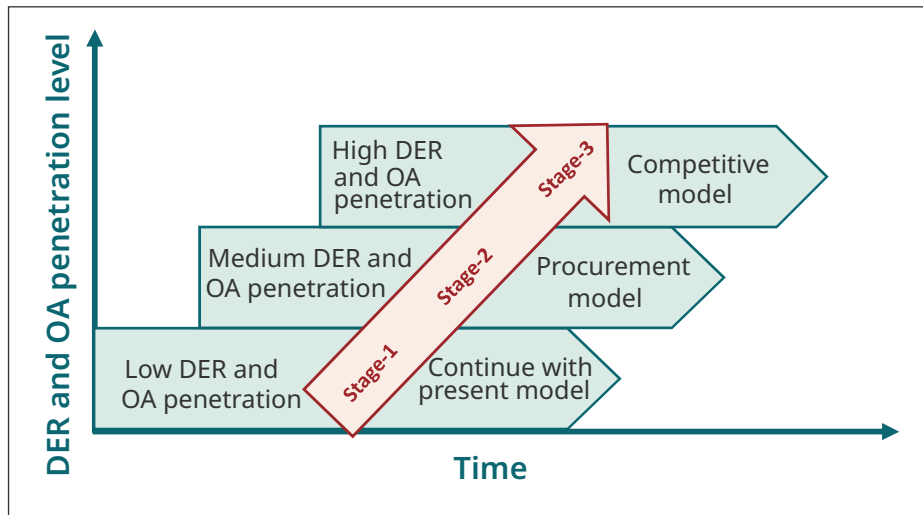 DER and OA penetration level
High DER
and OA
penetration
Stage-3
Competitive
model
Medium DER and
OA penetration
Stage-2
Procurement
model
Low DER and
OA penetration
Stage-1
Continue with
present model
Time